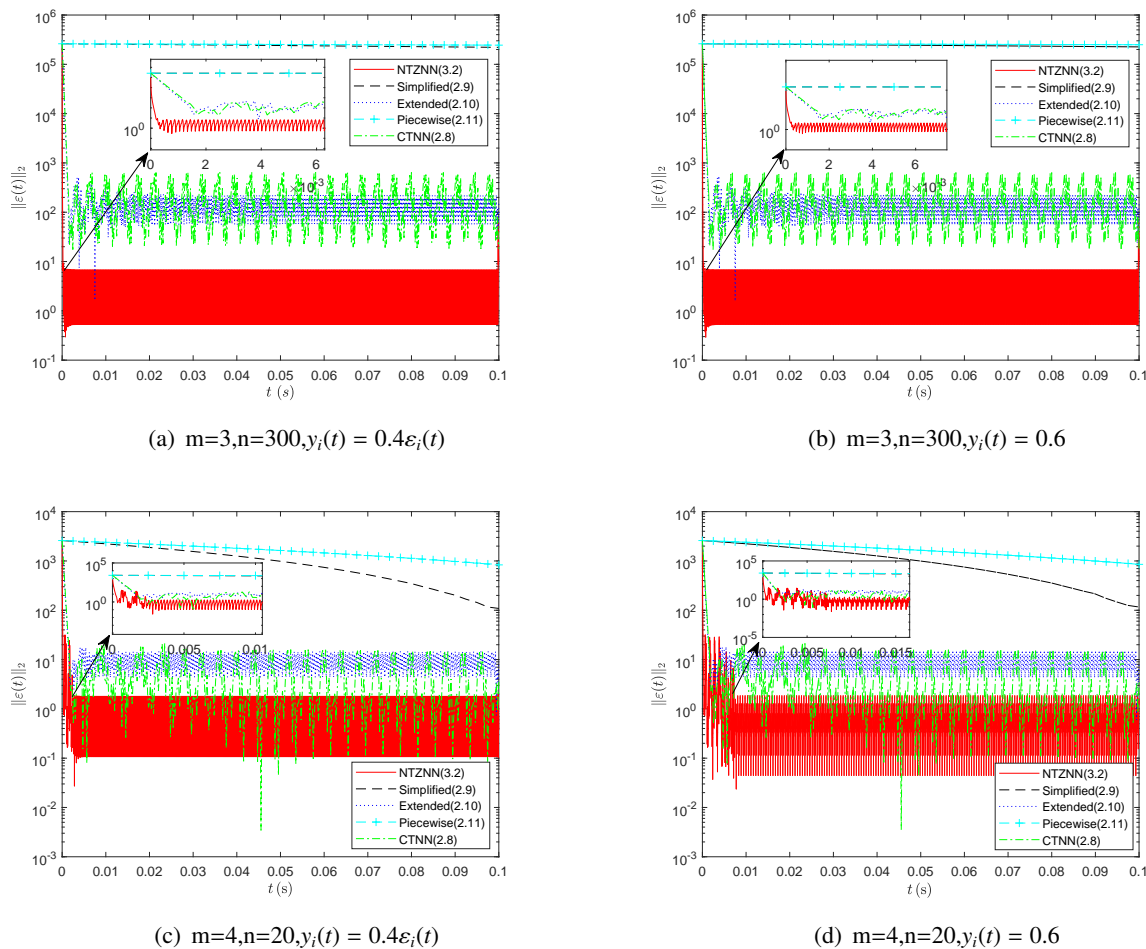 10^6
10^5
10^4
10^3
10^2
10^1
10^0
10^-1
||ε(t)||_2
NTZNN(3.2)
Simplified(2.9)
Extended(2.10)
Piecewise(2.11)
CTNN(2.8)
10^0
0 2 4 6
×10^-3
0 0.01 0.02 0.03 0.04 0.05 0.06 0.07 0.08 0.09 0.1
t (s)
(a) m=3,n=300,y_i(t) = 0.4ε_i(t)
10^6
10^5
10^4
10^3
10^2
10^1
10^0
10^-1
||ε(t)||_2
NTZNN(3.2)
Simplified(2.9)
Extended(2.10)
Piecewise(2.11)
CTNN(2.8)
10^0
0 2 4 6
×10^-3
0 0.01 0.02 0.03 0.04 0.05 0.06 0.07 0.08 0.09 0.1
t (s)
(b) m=3,n=300,y_i(t) = 0.6
10^4
10^3
10^2
10^1
10^0
10^-1
10^-2
10^-3
||ε(t)||_2
10^5
10^0
0 0.005 0.01
NTZNN(3.2)
Simplified(2.9)
Extended(2.10)
Piecewise(2.11)
CTNN(2.8)
0 0.01 0.02 0.03 0.04 0.05 0.06 0.07 0.08 0.09 0.1
t (s)
(c) m=4,n=20,y_i(t) = 0.4ε_i(t)
10^4
10^3
10^2
10^1
10^0
10^-1
10^-2
10^-3
||ε(t)||_2
10^5
10^0
10^-5
0 0.005 0.01 0.015
NTZNN(3.2)
Simplified(2.9)
Extended(2.10)
Piecewise(2.11)
CTNN(2.8)
0 0.01 0.02 0.03 0.04 0.05 0.06 0.07 0.08 0.09 0.1
t (s)
(d) m=4,n=20,y_i(t) = 0.6